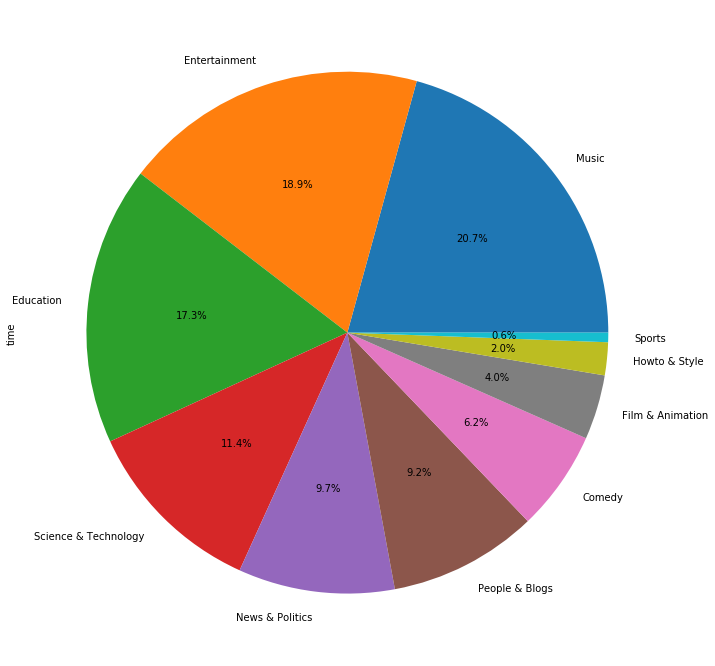 Entertainment
Music
18.9%
20.7%
Education
17.3%
time
Sports
0.6%
2.0%
Howto & Style
4.0%
Film & Animation
6.2%
11.4%
9.2%
9.7%
Comedy
Science & Technology
People & Blogs
News & Politics